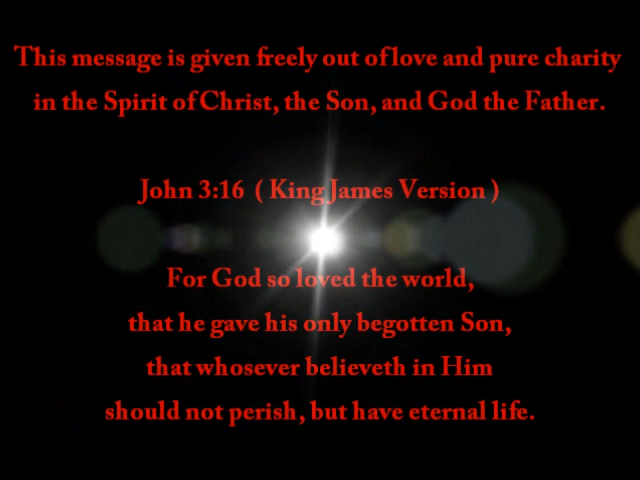 This message is given freely out of love and pure charity
in the Spirit of Christ, the Son, and God the Father.
John 3:16 ( King James Version )
For God so loved the world,
that he gave his only begotten Son,
that whosever believeth in Him
should not perish, but have eternal life.